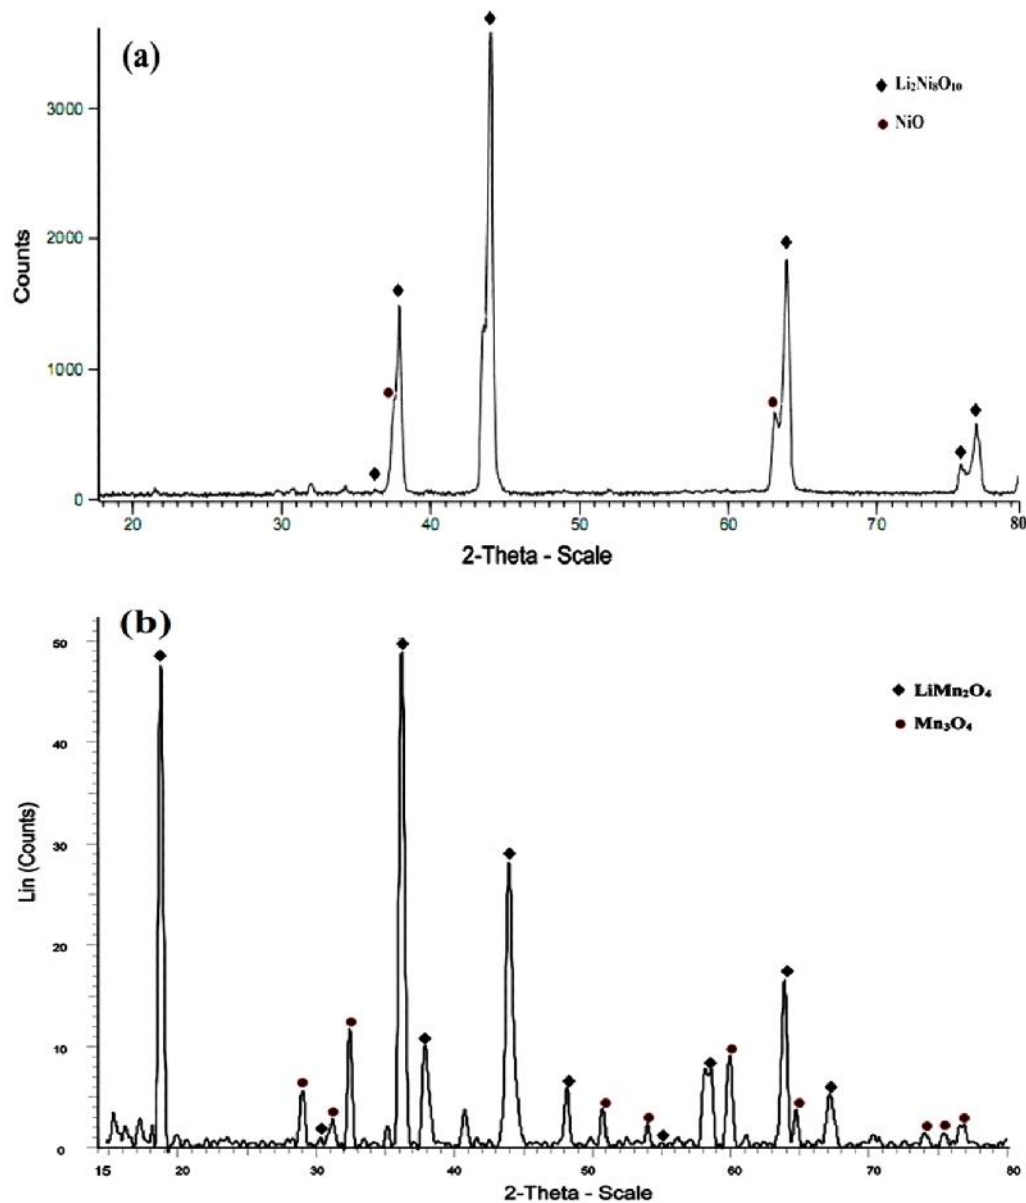 (a)
Li₂Ni₈O₁₀
NiO
3000
2000
1000
0
Counts
20 30 40 50 60 70 80
2-Theta - Scale
(b)
LiMn₂O₄
Mn₃O₄
50
40
30
20
10
0
Lin (Counts)
15 20 30 40 50 60 70 80
2-Theta - Scale